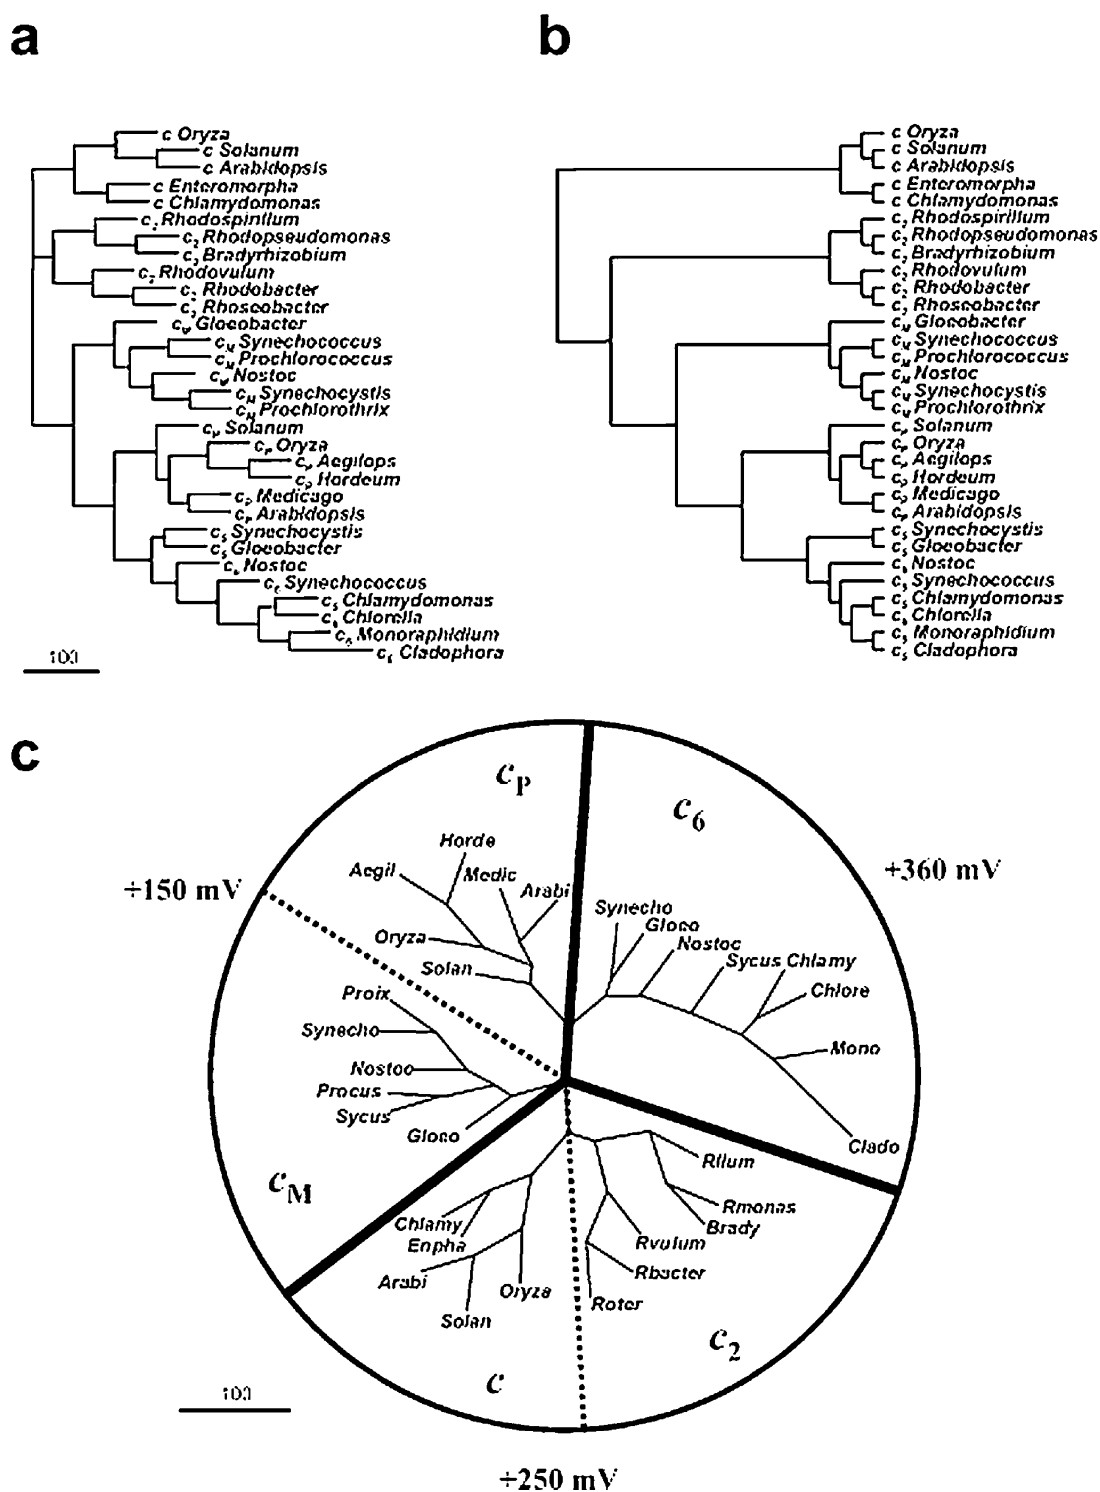 a
b
c Oryza
c Solanum
c Arabidopsis
c Enteromorpha
c Chlamydomonas
c2 Rhodospirillum
c2 Rhodopseudomonas
c2 Bradyrhizobium
c2 Rhodovulum
c2 Rhodobacter
c2 Rhoseobacter
cM Gloeobacter
cM Synechococcus
cM Prochlorococcus
cM Nostoc
cM Synechocystis
cM Prochlorothrix
cP Solanum
cP Oryza
cP Aegilops
cP Hordeum
cP Medicago
cP Arabidopsis
c6 Synechocystis
c6 Gloeobacter
c6 Nostoc
c6 Synechococcus
c6 Chlamydomonas
c6 Chlorella
c6 Monoraphidium
c6 Cladophora
100
c Oryza
c Solanum
c Arabidopsis
c Enteromorpha
c Chlamydomonas
c2 Rhodospirillum
c2 Rhodopseudomonas
c2 Bradyrhizobium
c2 Rhodovulum
c2 Rhodobacter
c2 Rhoseobacter
cM Gloeobacter
cM Synechococcus
cM Prochlorococcus
cM Nostoc
cM Synechocystis
cM Prochlorothrix
cP Solanum
cP Oryza
cP Aegilops
cP Hordeum
cP Medicago
cP Arabidopsis
c6 Synechocystis
c6 Gloeobacter
c6 Nostoc
c6 Synechococcus
c6 Chlamydomonas
c6 Chlorella
c6 Monoraphidium
c6 Cladophora
c
cP
Horde
Aegil
Medic
Arabi
Oryza
Solan
+150 mV
c6
+360 mV
Synecho
Gloeo
Nostoc
Sycus
Chlamy
Chlore
Mono
Clado
Proix
Synecho
Nostoc
Procus
Sycus
Gloeo
cM
Chlamy
Enpha
Arabi
Solan
Oryza
c
Rilum
Rmonas
Brady
Rvulum
Rbacter
Roter
c2
100
+250 mV